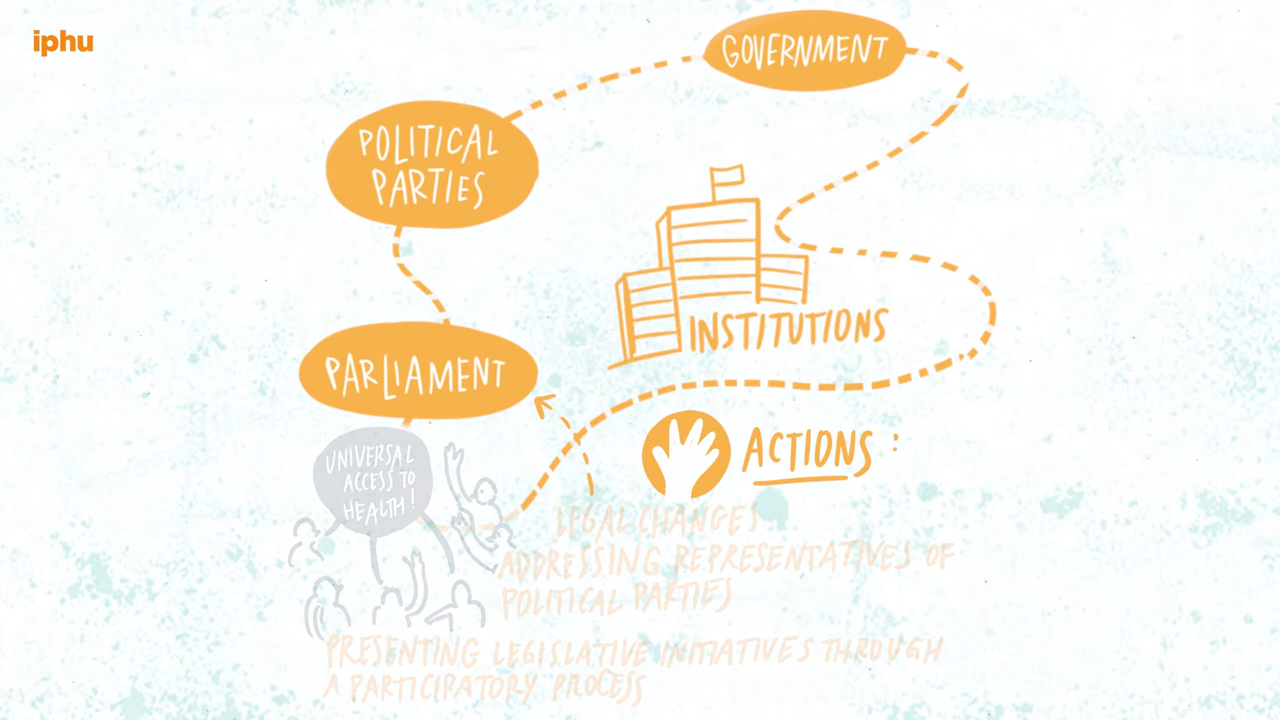 iphu
GOVERNMENT
POLITICAL
PARTIES
INSTITUTIONS
PARLIAMENT
ACTIONS:
UNIVERSAL
ACCESS TO
HEALTH!
LEGAL CHANGES
ADDRESSING REPRESENTATIVES OF
POLITICAL PARTIES
PRESENTING LEGISLATIVE INITIATIVES THROUGH
A PARTICIPATORY PROCESS